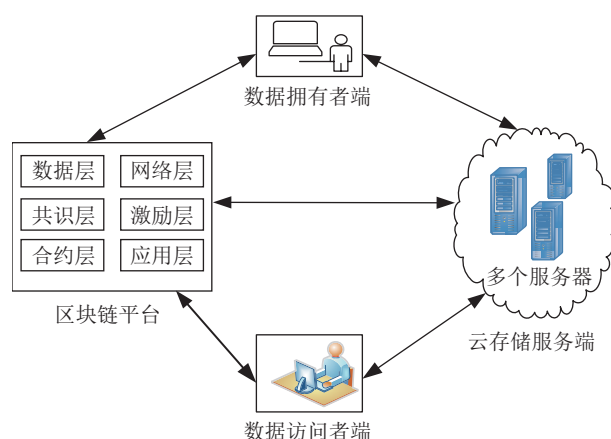 数据拥有者端
数据层 网络层
共识层 激励层
合约层 应用层
区块链平台
多个服务器
云存储服务端
数据访问者端